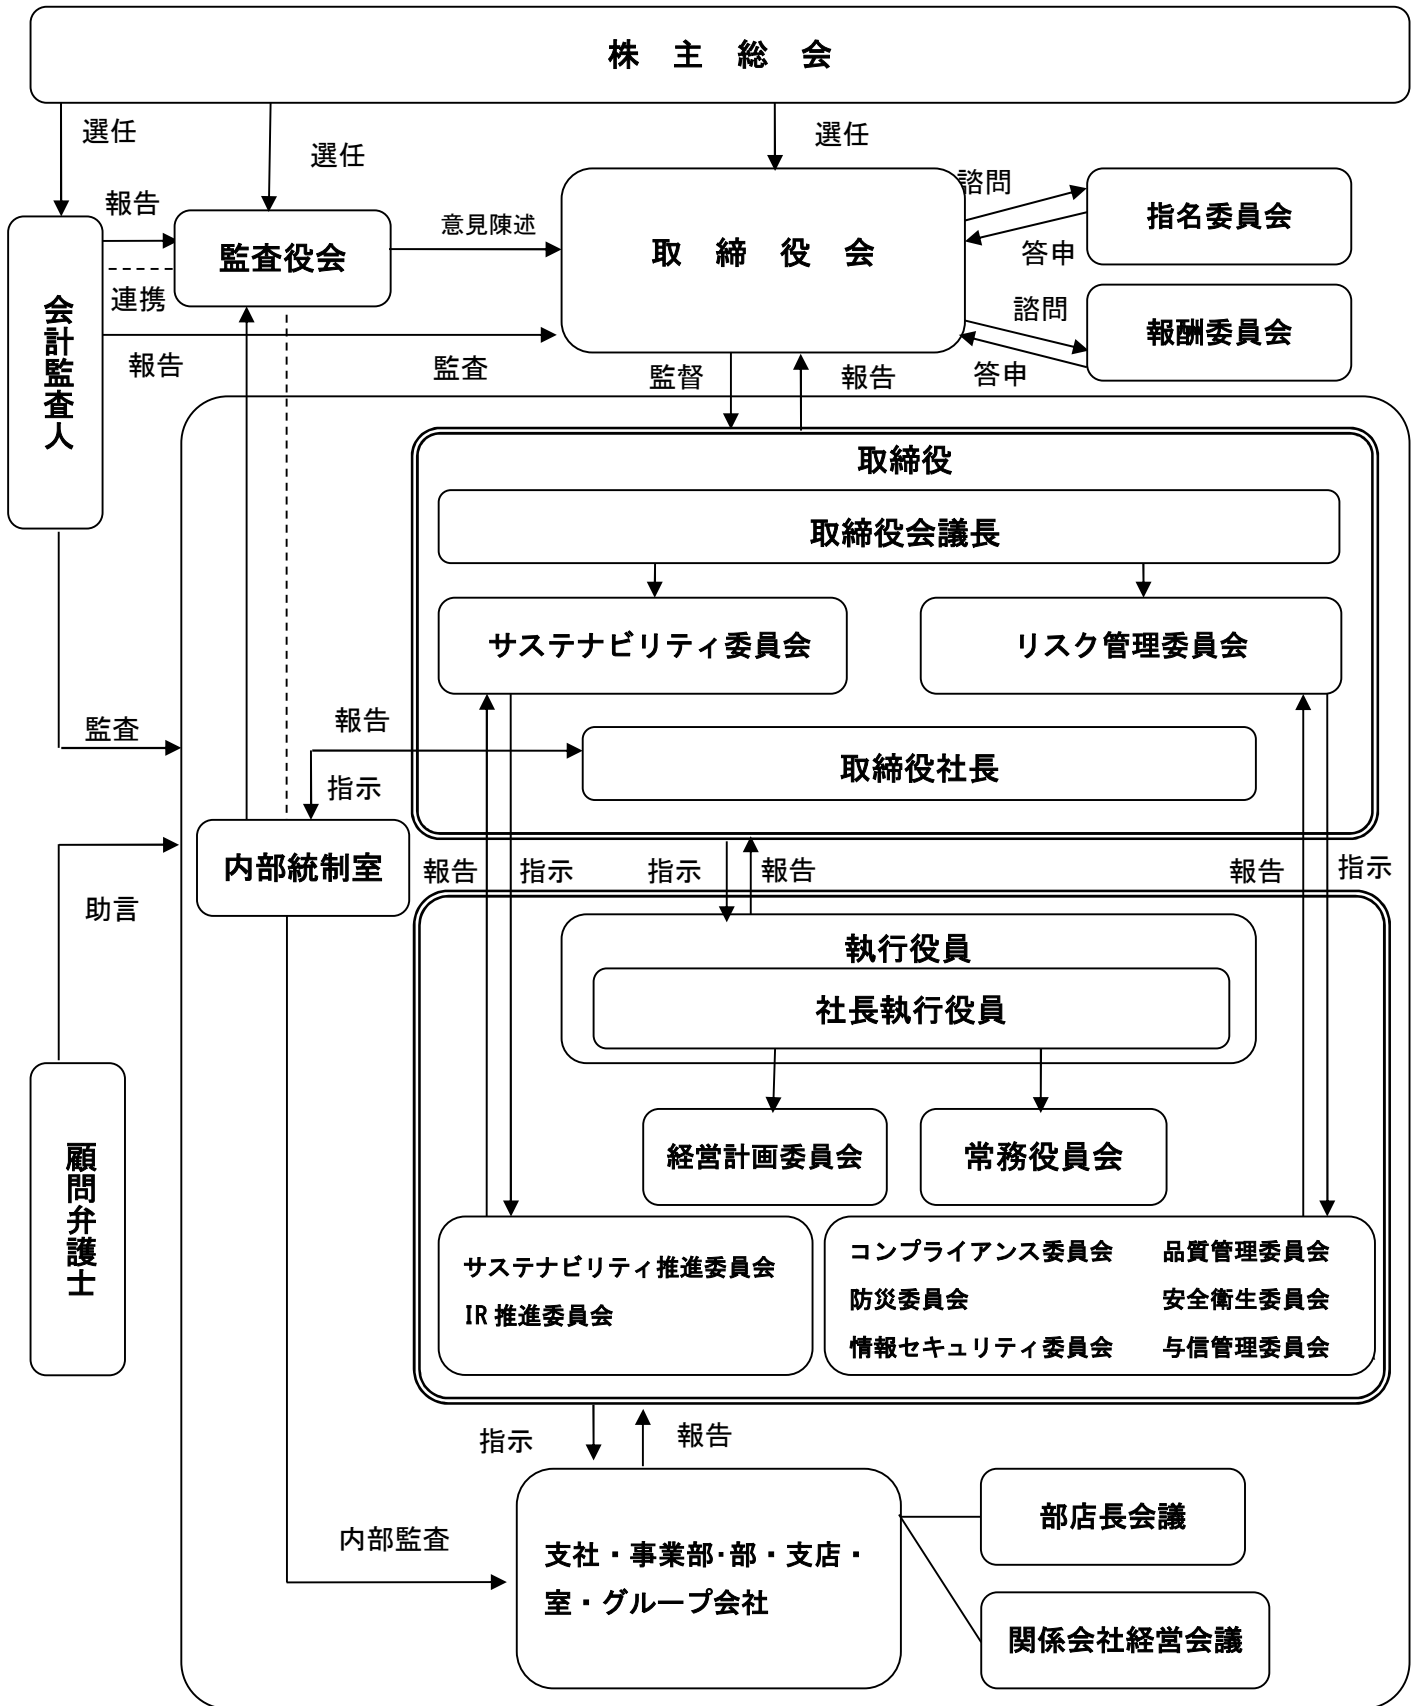 株　主　総　会
選任
選任
選任
報告
監査役会
意見陳述
取　締　役　会
諮問
答申
指名委員会
連携
会計監査人
諮問
答申
報酬委員会
報告
監査
監督
報告
取締役
取締役会議長
サステナビリティ委員会
リスク管理委員会
報告
指示
取締役社長
監査
内部統制室
助言
報告
指示
指示
報告
報告
指示
執行役員
社長執行役員
経営計画委員会
常務役員会
顧問弁護士
サステナビリティ推進委員会
IR 推進委員会
コンプライアンス委員会
品質管理委員会
防災委員会
安全衛生委員会
情報セキュリティ委員会
与信管理委員会
指示
報告
内部監査
支社・事業部･部・支店・
室・グループ会社
部店長会議
関係会社経営会議